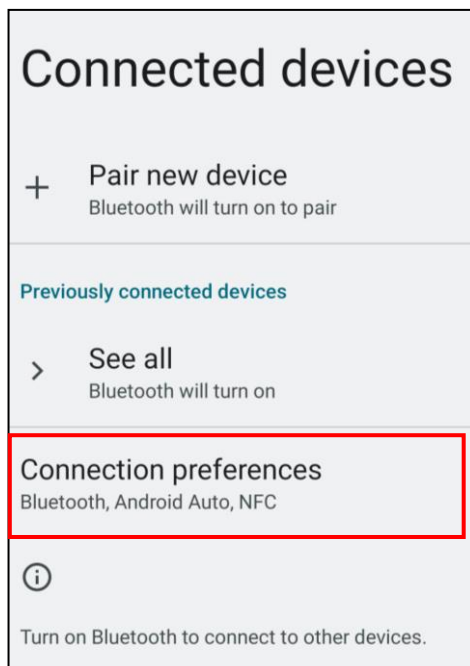 Connected devices
Pair new device
Bluetooth will turn on to pair
Previously connected devices
See all
Bluetooth will turn on
Connection preferences
Bluetooth, Android Auto, NFC
Turn on Bluetooth to connect to other devices.